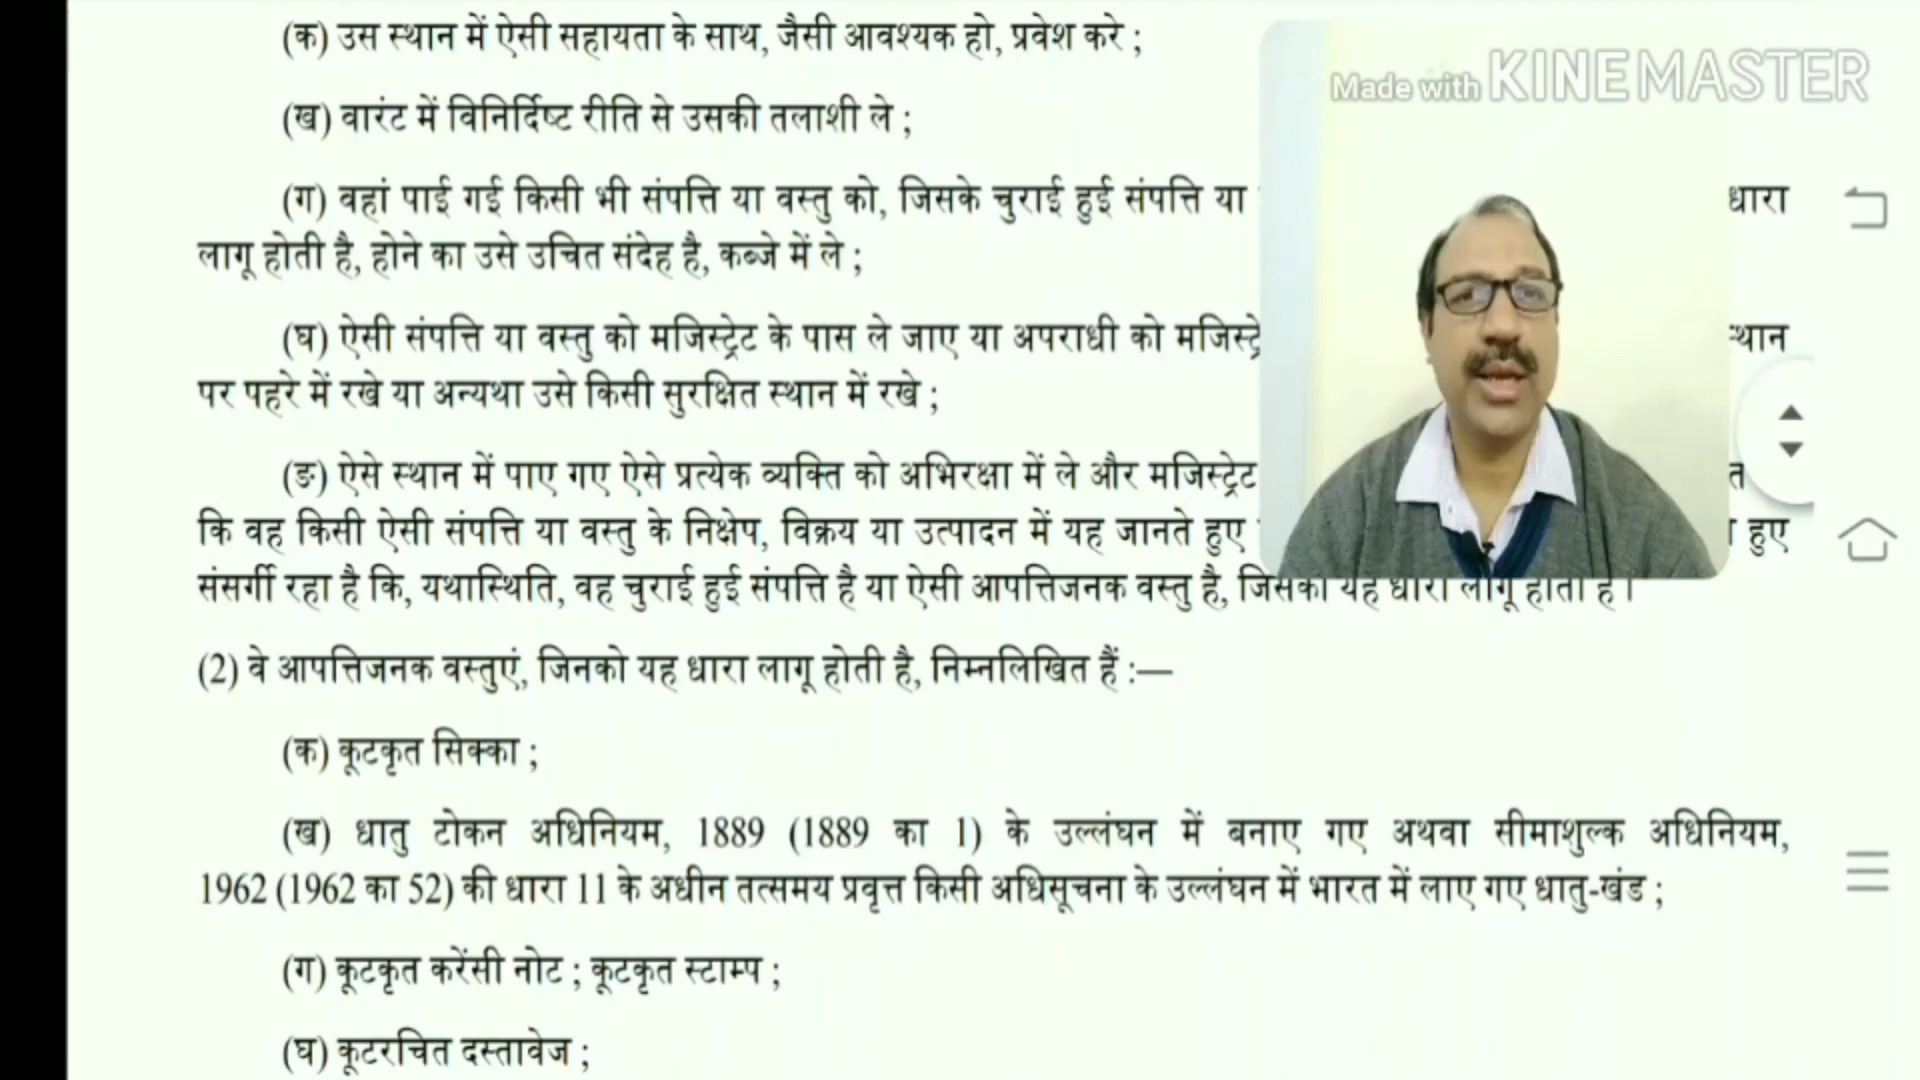 (क) उस स्थान में ऐसी सहायता के साथ, जैसी आवश्यक हो, प्रवेश करे ;
Made with KINEMASTER
(ख) वारंट में विनिर्दिष्ट रीति से उसकी तलाशी ले ;
(ग) वहां पाई गई किसी भी संपत्ति या वस्तु को, जिसके चुराई हुई संपत्ति या धारा
लागू होती है, होने का उसे उचित संदेह है, कब्जे में ले ;
(घ) ऐसी संपत्ति या वस्तु को मजिस्ट्रेट के पास ले जाए या अपराधी को
पर पहरे में रखे या अन्यथा उसे किसी सुरक्षित स्थान में रखे ;
(ङ) ऐसे स्थान में पाए गए ऐसे प्रत्येक व्यक्ति को अभिरक्षा में ले और मजिस्ट्रेट
कि वह किसी ऐसी संपत्ति या वस्तु के निक्षेप, विक्रय या उत्पादन में यह जानते हुए हुए
संसर्गी रहा है कि, यथास्थिति, वह चुराई हुई संपत्ति है या ऐसी आपत्तिजनक वस्तु है, जिसको यह धारा लागू होती है।
(2) वे आपत्तिजनक वस्तुएं, जिनको यह धारा लागू होती है, निम्नलिखित हैं :—
(क) कूटकृत सिक्का ;
(ख) धातु टोकन अधिनियम, 1889 (1889 का 1) के उल्लंघन में बनाए गए अथवा सीमाशुल्क अधिनियम,
1962 (1962 का 52) की धारा 11 के अधीन तत्समय प्रवृत्त किसी अधिसूचना के उल्लंघन में भारत में लाए गए धातु-खंड ;
(ग) कूटकृत करेंसी नोट ; कूटकृत स्टाम्प ;
(घ) कूटरचित दस्तावेज ;